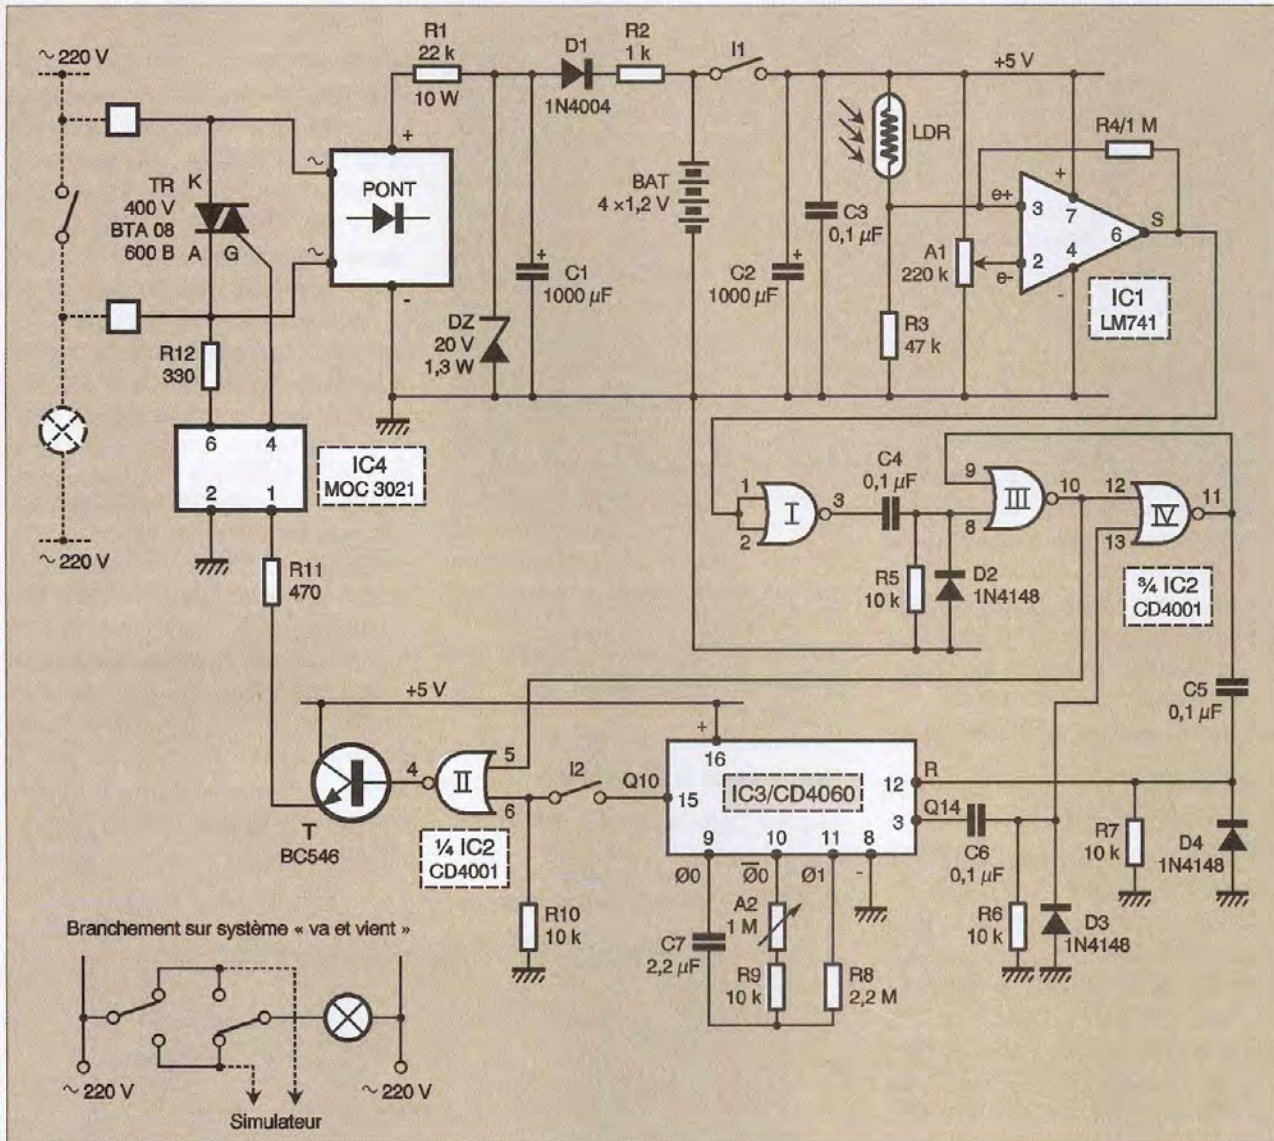 ~ 220 V
R1
22 k
10 W
D1
1N4004
R2
1 k
I1
+5 V
LDR
R4/1 M
K
TR
400 V
BTA 08
600 B
A
G
~
~
+
PONT
-
BAT
4 ×1,2 V
C3
0,1 µF
e+
3
+
7
6
S
4
2
e-
-
A1
220 k
IC1
LM741
+
C1
1000 µF
+
C2
1000 µF
DZ
20 V
1,3 W
R3
47 k
R12
330
6
4
2
1
IC4
MOC 3021
~ 220 V
R11
470
1
2
I
3
C4
0,1 µF
9
8
III
10
12
13
IV
11
R5
10 k
D2
1N4148
¾ IC2
CD4001
C5
0,1 µF
+5 V
T
BC546
4
II
5
6
I2
Q10
¼ IC2
CD4001
R10
10 k
+
16
15
IC3/CD4060
12
R
3
Q14
9
10
11
8
Ø0
Ø0
Ø1
-
C7
2,2 µF
A2
1 M
R9
10 k
R8
2,2 M
C6
0,1 µF
R6
10 k
D3
1N4148
R7
10 k
D4
1N4148
Branchement sur système « va et vient »
~ 220 V
~ 220 V
Simulateur